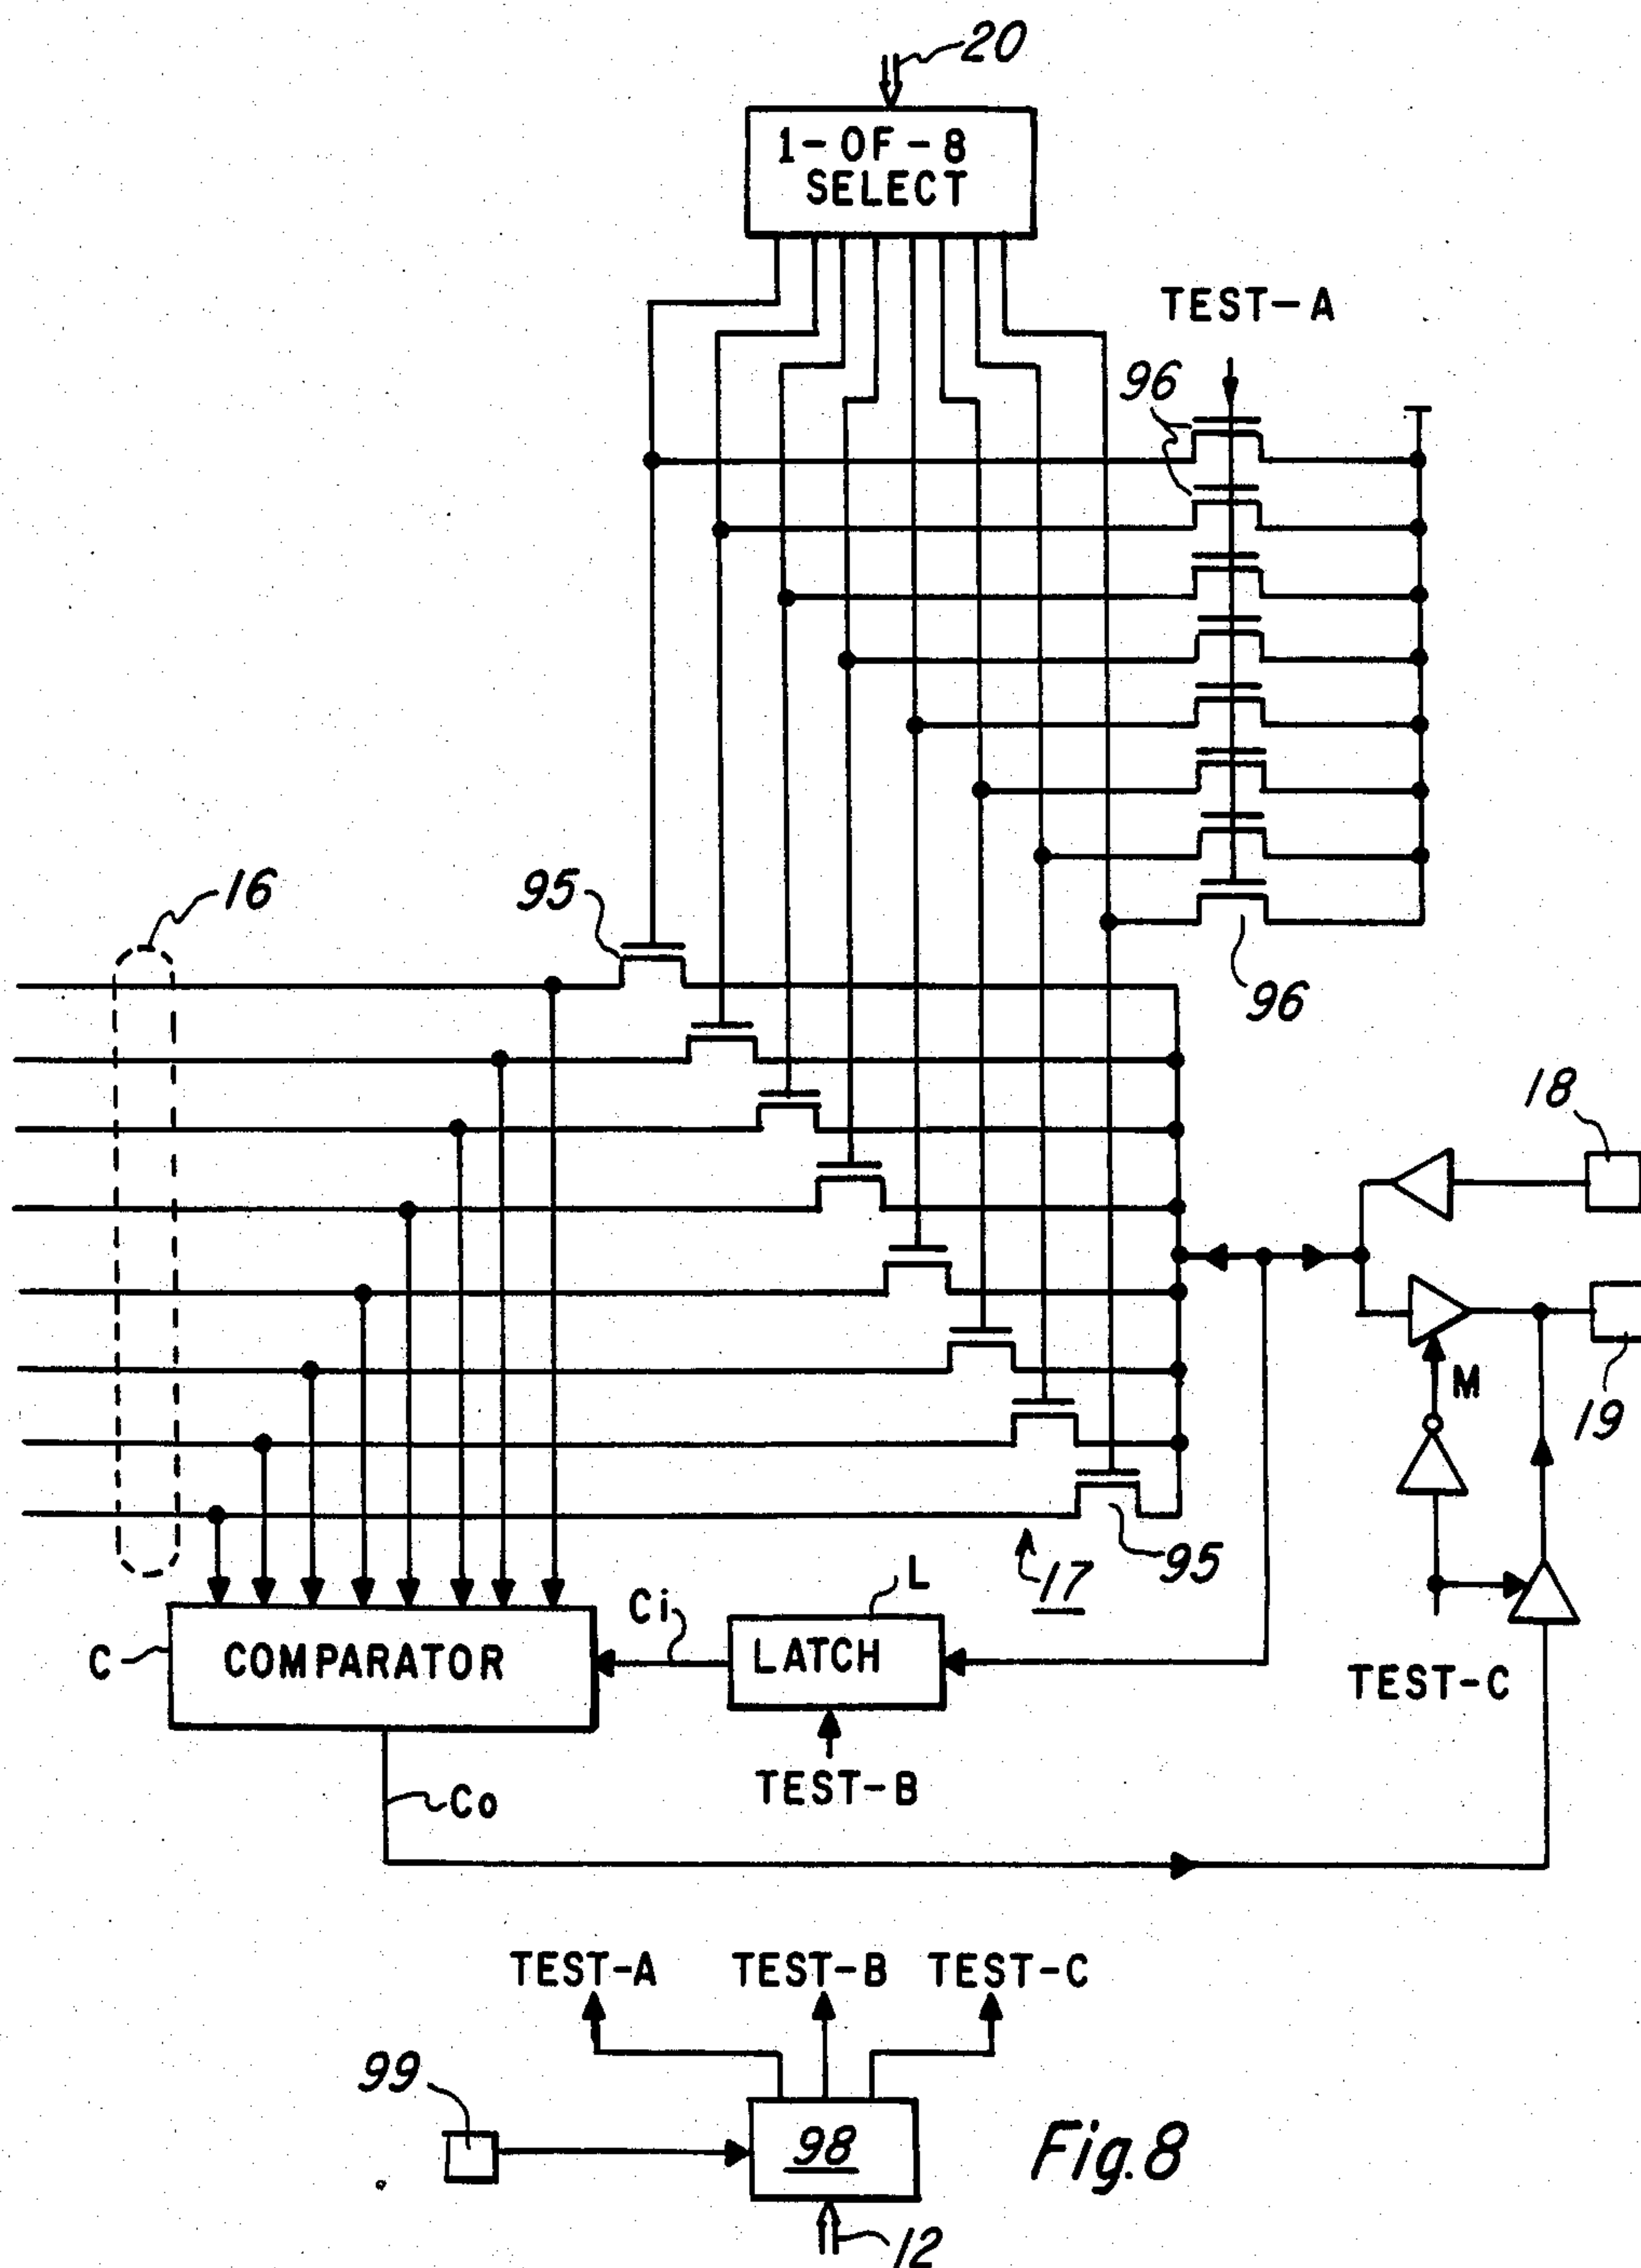 20
1-OF-8
SELECT
TEST-A
96
16
95
96
18
M
19
95
17
L
Ci
C
COMPARATOR
LATCH
TEST-C
TEST-B
Co
TEST-A
TEST-B
TEST-C
99
98
Fig.8
12